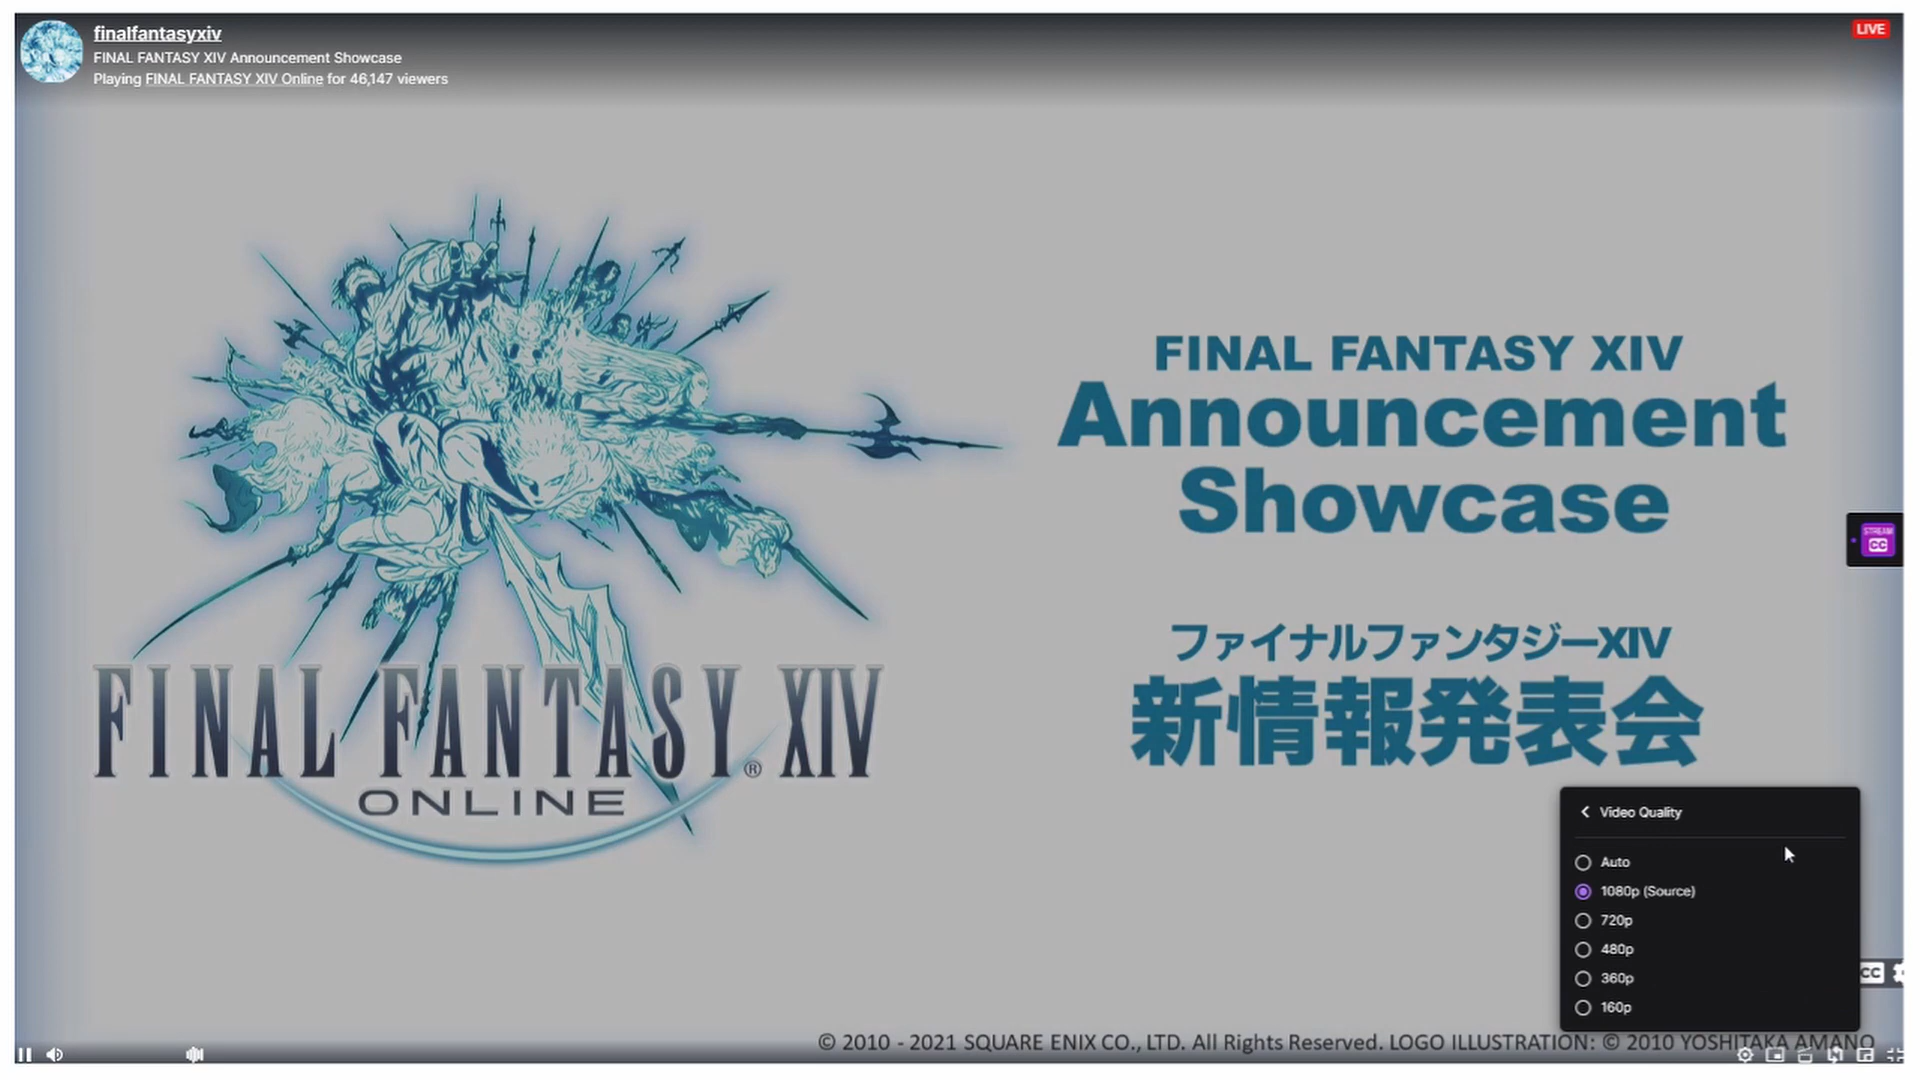 finalfantasyxiv
FINAL FANTASY XIV Announcement Showcase
Playing FINAL FANTASY XIV Online for 46,147 viewers
LIVE
FINAL FANTASY XIV
Announcement
Showcase
STREAM
CC
ファイナルファンタジーXIV
新情報発表会
FINAL FANTASY® XIV
ONLINE
Video Quality
Auto
1080p (Source)
720p
480p
360p
160p
CC
© 2010 - 2021 SQUARE ENIX CO., LTD. All Rights Reserved. LOGO ILLUSTRATION: © 2010 YOSHITAKA AMANO